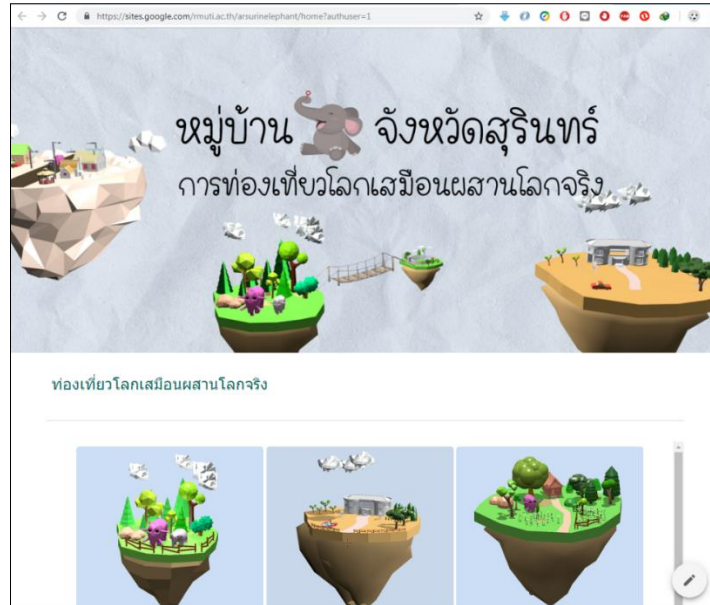 https://sites.google.com/rmuti.ac.th/arsurinelephant/home?authuser=1
หมู่บ้าน จังหวัดสุรินทร์
การท่องเที่ยวโลกเสมือนผสานโลกจริง
ท่องเที่ยวโลกเสมือนผสานโลกจริง